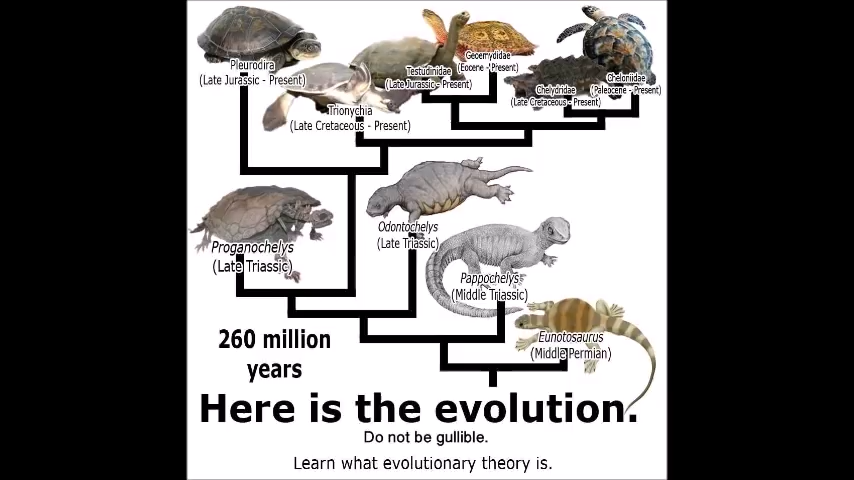 Pleurodira
(Late Jurassic - Present)
Trionychia
(Late Cretaceous - Present)
Testudinidae
(Late Jurassic - Present)
Geoemydidae
(Eocene - Present)
Chelydridae
(Late Cretaceous - Present)
Cheloniidae
(Paleocene - Present)
Proganochelys
(Late Triassic)
Odontochelys
(Late Triassic)
Pappochelys
(Middle Triassic)
Eunotosaurus
(Middle Permian)
260 million
years
Here is the evolution.
Do not be gullible.
Learn what evolutionary theory is.